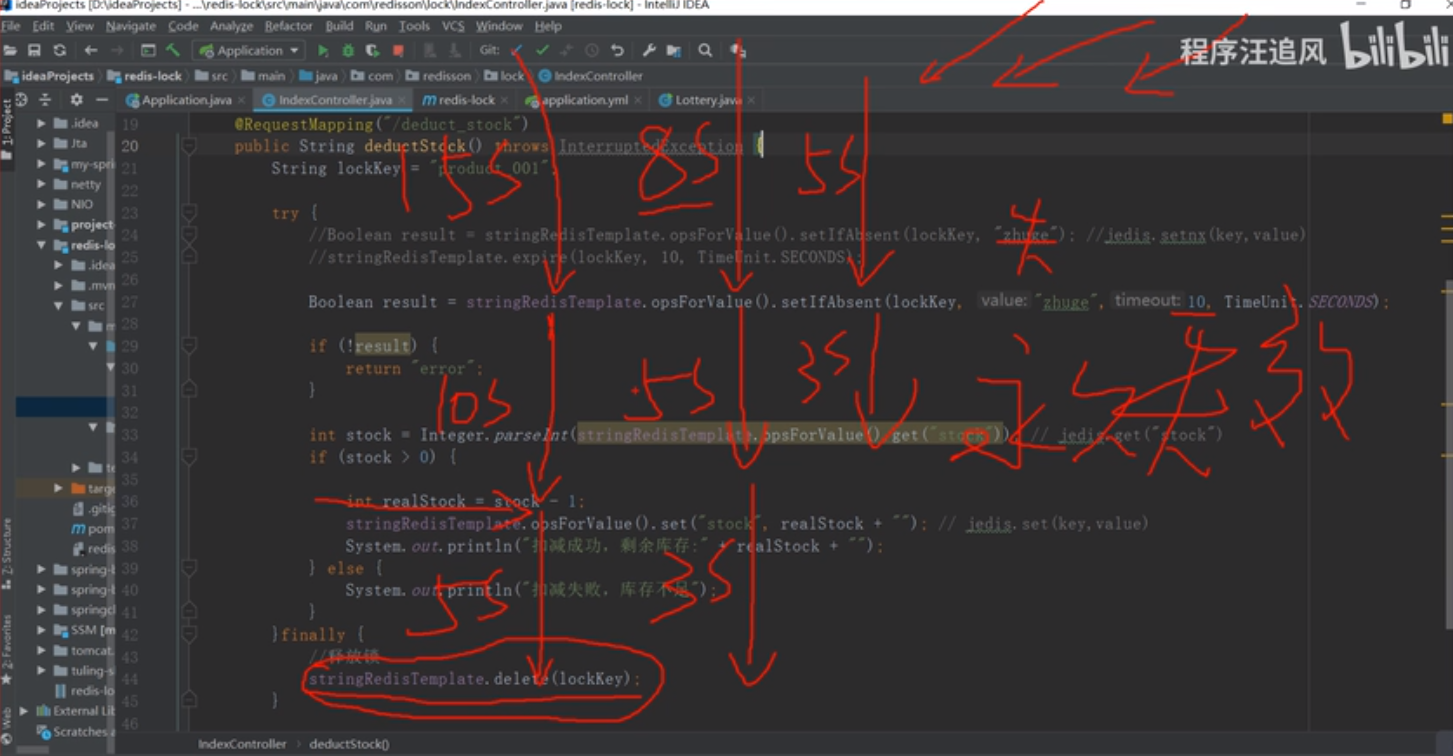 ideaProjects [D:\ideaProjects] - ...\redis-lock\src\main\java\com\redisson\lock\IndexController.java [redis-lock] - IntelliJ IDEA
File Edit View Navigate Code Analyze Refactor Build Run Tools VCS Window Help
Application Git:
程序汪追风 bilibili
ideaProjects redis-lock src main java com redisson lock IndexController
Application.java IndexController.java redis-lock application.yml Lottery.java
1: Project
.idea
Jta
my-spri
netty
NIO
project
redis-lo
.idea
.mvn
src
m
te
targe
.gitig
pom
redis
spring-
spring-b
springcl
SSM [m
tomcat.
tuling-s
redis-lo
External Lib
Scratches a
Z: Structure
2: Favorites
Web
19 @RequestMapping("/deduct_stock")
20 public String deductStock() throws InterruptedException {
21 String lockKey = "product_001";
22
23 try {
24 //Boolean result = stringRedisTemplate.opsForValue().setIfAbsent(lockKey, "zhuge"); //jedis.setnx(key,value)
25 //stringRedisTemplate.expire(lockKey, 10, TimeUnit.SECONDS);
26
27 Boolean result = stringRedisTemplate.opsForValue().setIfAbsent(lockKey, value: "zhuge", timeout: 10, TimeUnit.SECONDS);
28
29 if (!result) {
30 return "error";
31 }
32
33 int stock = Integer.parseInt(stringRedisTemplate.opsForValue().get("stock")); // jedis.get("stock")
34 if (stock > 0) {
35
36 int realStock = stock - 1;
37 stringRedisTemplate.opsForValue().set("stock", realStock + ""); // jedis.set(key,value)
38 System.out.println("扣减成功，剩余库存:" + realStock + "");
39 } else {
40 System.out.println("扣减失败，库存不足");
41 }
42 }finally {
43 //释放锁
44 stringRedisTemplate.delete(lockKey);
45 }
46
15S
8S
5S
10S
5S
3S
5S
3S
IndexController › deductStock()